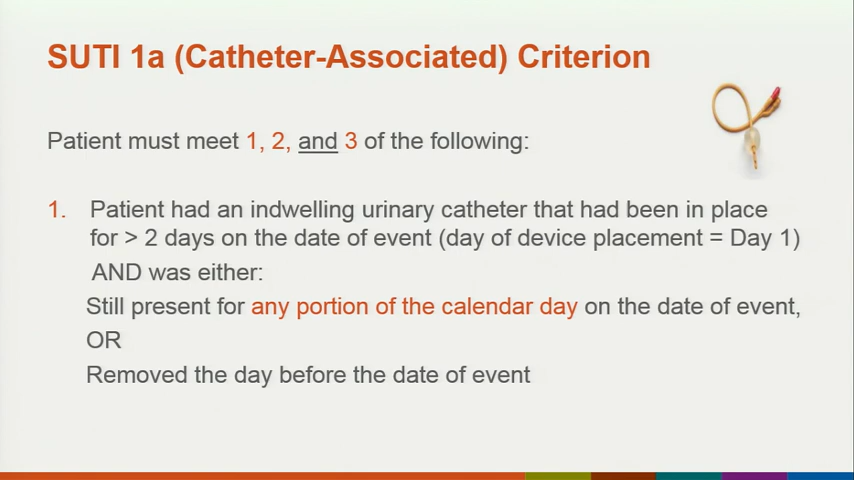 SUTI 1a (Catheter-Associated) Criterion
Patient must meet 1, 2, and 3 of the following:
1. Patient had an indwelling urinary catheter that had been in place
for > 2 days on the date of event (day of device placement = Day 1)
AND was either:
Still present for any portion of the calendar day on the date of event,
OR
Removed the day before the date of event